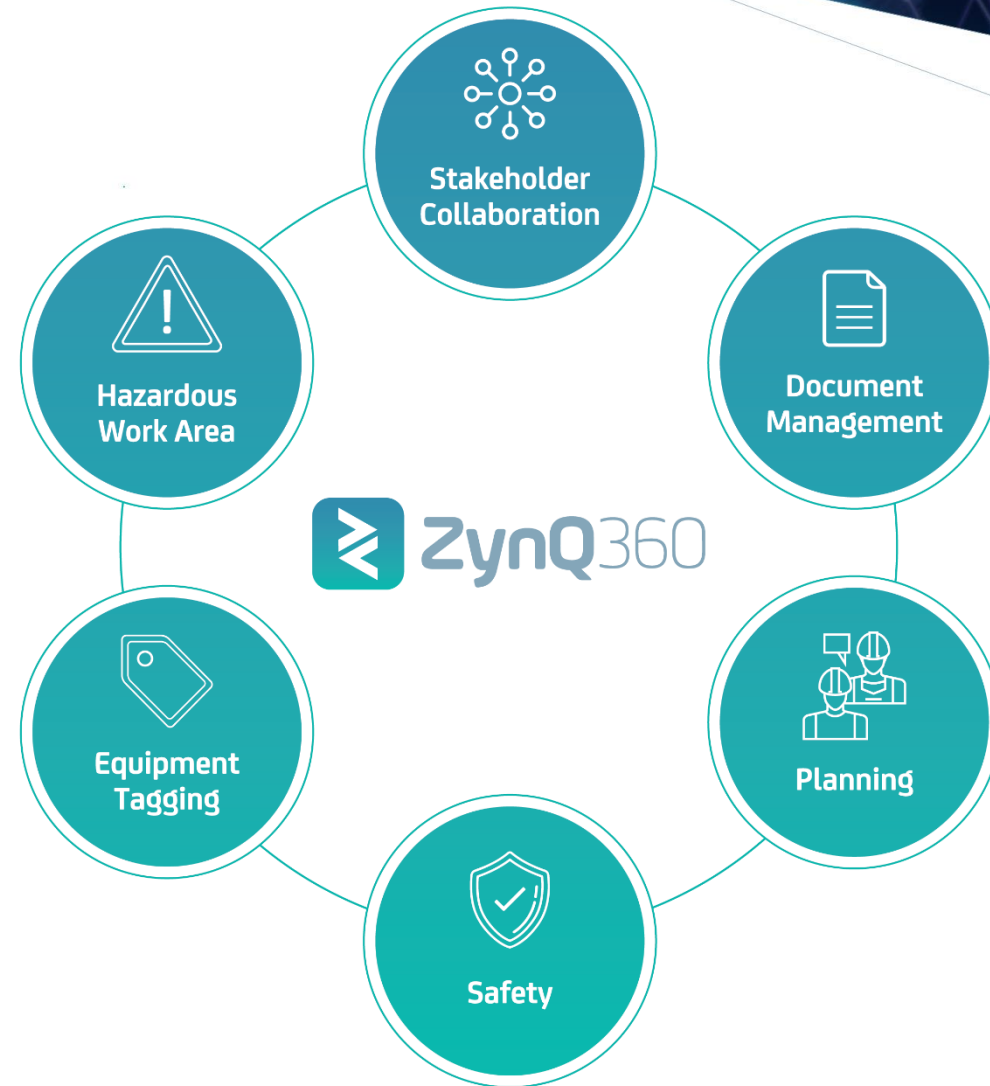 Stakeholder
Collaboration
Hazardous
Work Area
Document
Management
ZynQ360
Equipment
Tagging
Planning
Safety